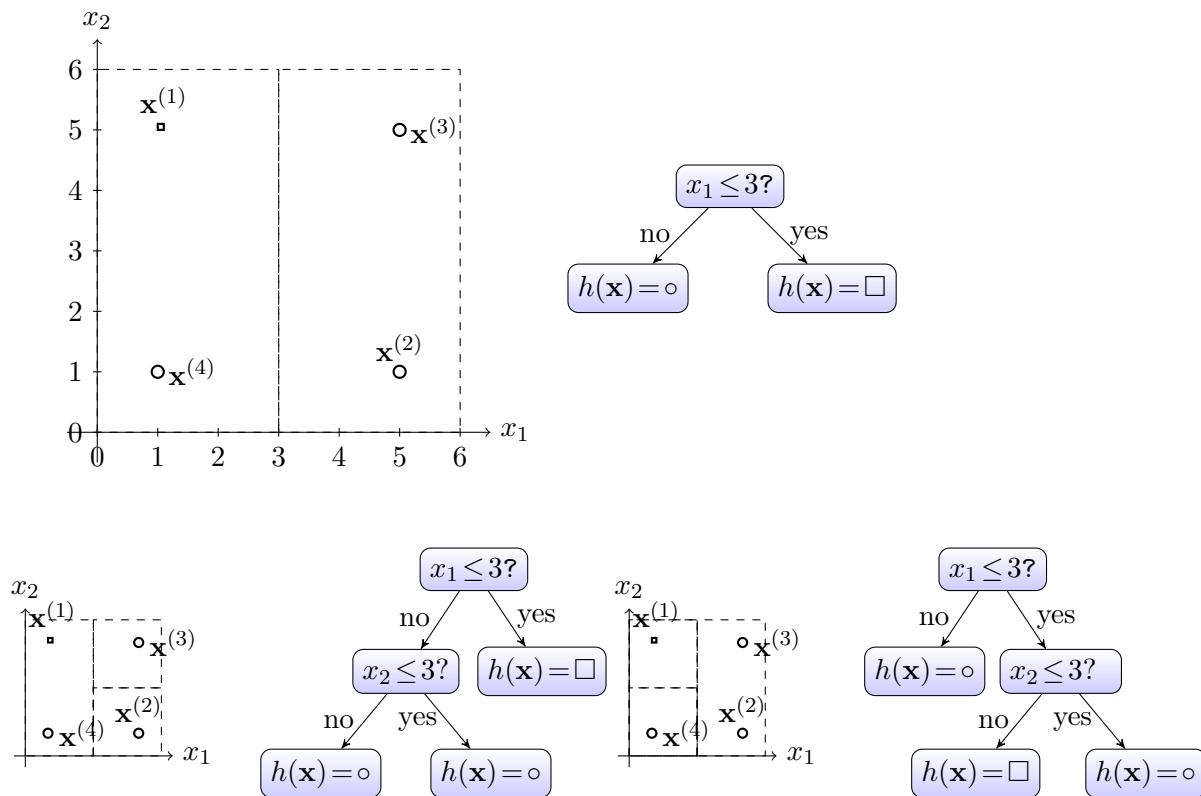 x₂
6
x⁽¹⁾
5
x⁽³⁾
4
x₁ ≤ 3?
3
no
yes
h(x) = ○
h(x) = □
2
x⁽²⁾
1
x⁽⁴⁾
0
x₁
0 1 2 3 4 5 6
x₂
x⁽¹⁾
x⁽³⁾
x⁽²⁾
x⁽⁴⁾
x₁
x₁ ≤ 3?
no
yes
x₂ ≤ 3?
h(x) = □
no
yes
h(x) = ○
h(x) = ○
x₂
x⁽¹⁾
x⁽³⁾
x⁽²⁾
x⁽⁴⁾
x₁
x₁ ≤ 3?
no
yes
h(x) = ○
x₂ ≤ 3?
no
yes
h(x) = □
h(x) = ○